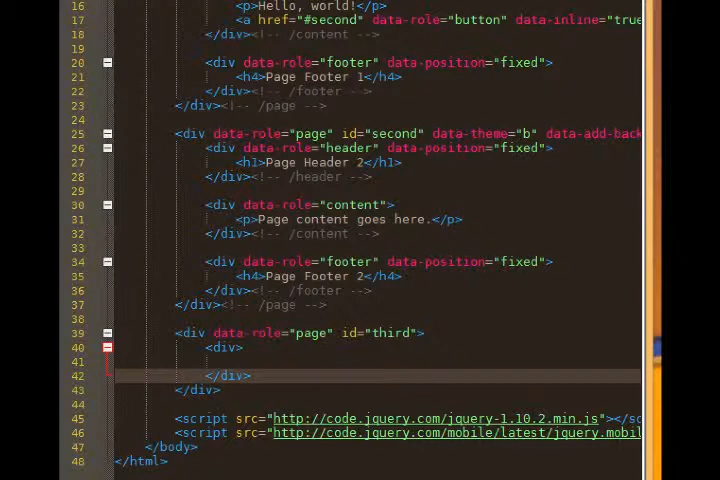 16 <p>Hello, world!</p>
17 <a href="#second" data-role="button" data-inline="true
18 </div><!-- /content -->
19
20 <div data-role="footer" data-position="fixed">
21 <h4>Page Footer 1</h4>
22 </div><!-- /footer -->
23 </div><!-- /page -->
24
25 <div data-role="page" id="second" data-theme="b" data-add-back
26 <div data-role="header" data-position="fixed">
27 <h1>Page Header 2</h1>
28 </div><!-- /header -->
29
30 <div data-role="content">
31 <p>Page content goes here.</p>
32 </div><!-- /content -->
33
34 <div data-role="footer" data-position="fixed">
35 <h4>Page Footer 2</h4>
36 </div><!-- /footer -->
37 </div><!-- /page -->
38
39 <div data-role="page" id="third">
40 <div>
41
42 </div>
43 </div>
44
45 <script src="http://code.jquery.com/jquery-1.10.2.min.js"></sc
46 <script src="http://code.jquery.com/mobile/latest/jquery.mobil
47 </body>
48 </html>